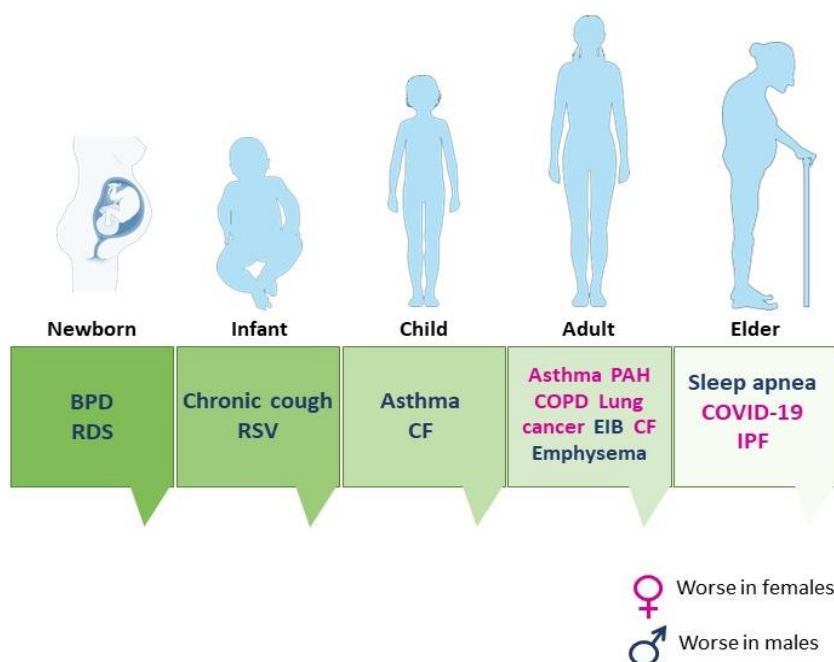 Newborn
Infant
Child
Adult
Elder
BPD
RDS
Chronic cough
RSV
Asthma
CF
Asthma PAH
COPD Lung
cancer EIB CF
Emphysema
Sleep apnea
COVID-19
IPF
Worse in females
Worse in males